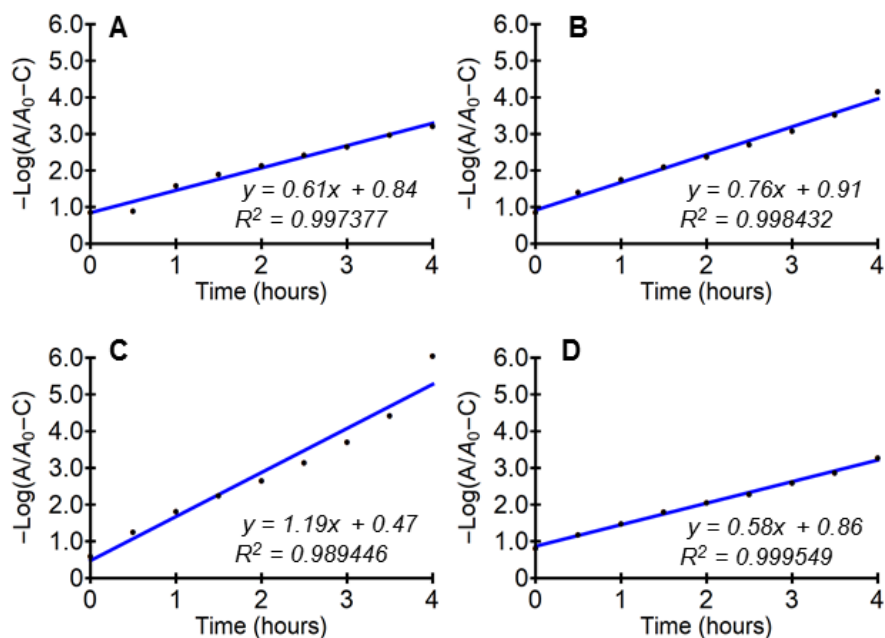 A
6.0
5.0
4.0
3.0
2.0
1.0
0
−Log(A/A₀−C)
y = 0.61x + 0.84
R² = 0.997377
0 1 2 3 4
Time (hours)
B
6.0
5.0
4.0
3.0
2.0
1.0
0
−Log(A/A₀−C)
y = 0.76x + 0.91
R² = 0.998432
0 1 2 3 4
Time (hours)
C
6.0
5.0
4.0
3.0
2.0
1.0
0
−Log(A/A₀−C)
y = 1.19x + 0.47
R² = 0.989446
0 1 2 3 4
Time (hours)
D
6.0
5.0
4.0
3.0
2.0
1.0
0
−Log(A/A₀−C)
y = 0.58x + 0.86
R² = 0.999549
0 1 2 3 4
Time (hours)